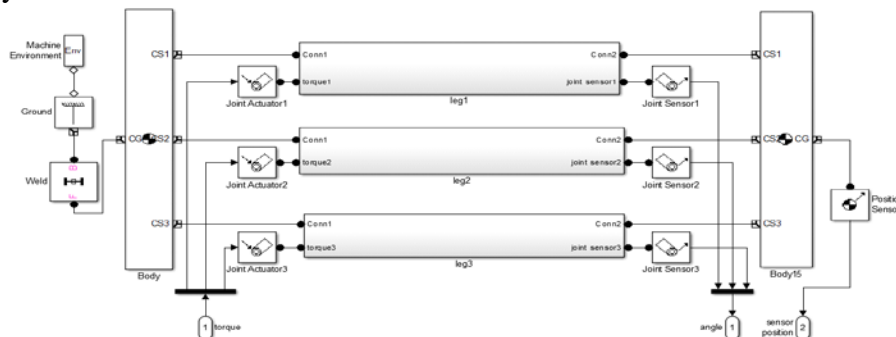 y
Machine
Environment
Env
Ground
Weld
B
F
CS1
CG
CS2
CS3
Body
Joint Actuator1
Conn1
torque1
Conn2
joint sensor1
leg1
Joint Sensor1
Joint Actuator2
Conn1
torque2
Conn2
joint sensor2
leg2
Joint Sensor2
Joint Actuator3
Conn1
torque3
Conn2
joint sensor3
leg3
Joint Sensor3
CS1
CS2
CG
CS3
Body15
Positi
Senso
1
torque
angle
1
sensor
position
2